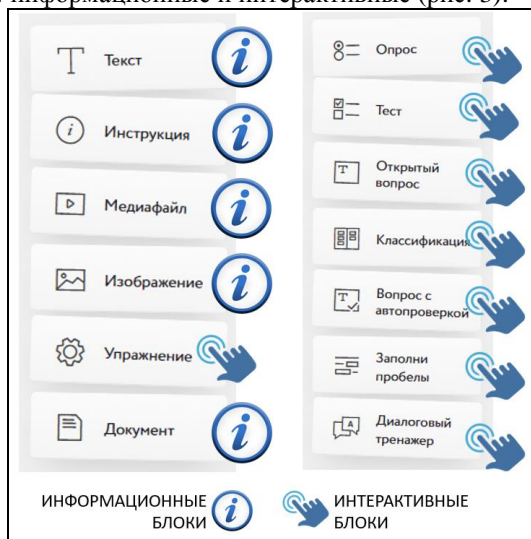 информационные и интерактивные (рис. 3).
Текст
Инструкция
Медиафайл
Изображение
Упражнение
Документ
Опрос
Тест
Открытый
вопрос
Классификация
Вопрос с
автопроверкой
Заполни
пробелы
Диалоговый
тренажер
ИНФОРМАЦИОННЫЕ
БЛОКИ
ИНТЕРАКТИВНЫЕ
БЛОКИ